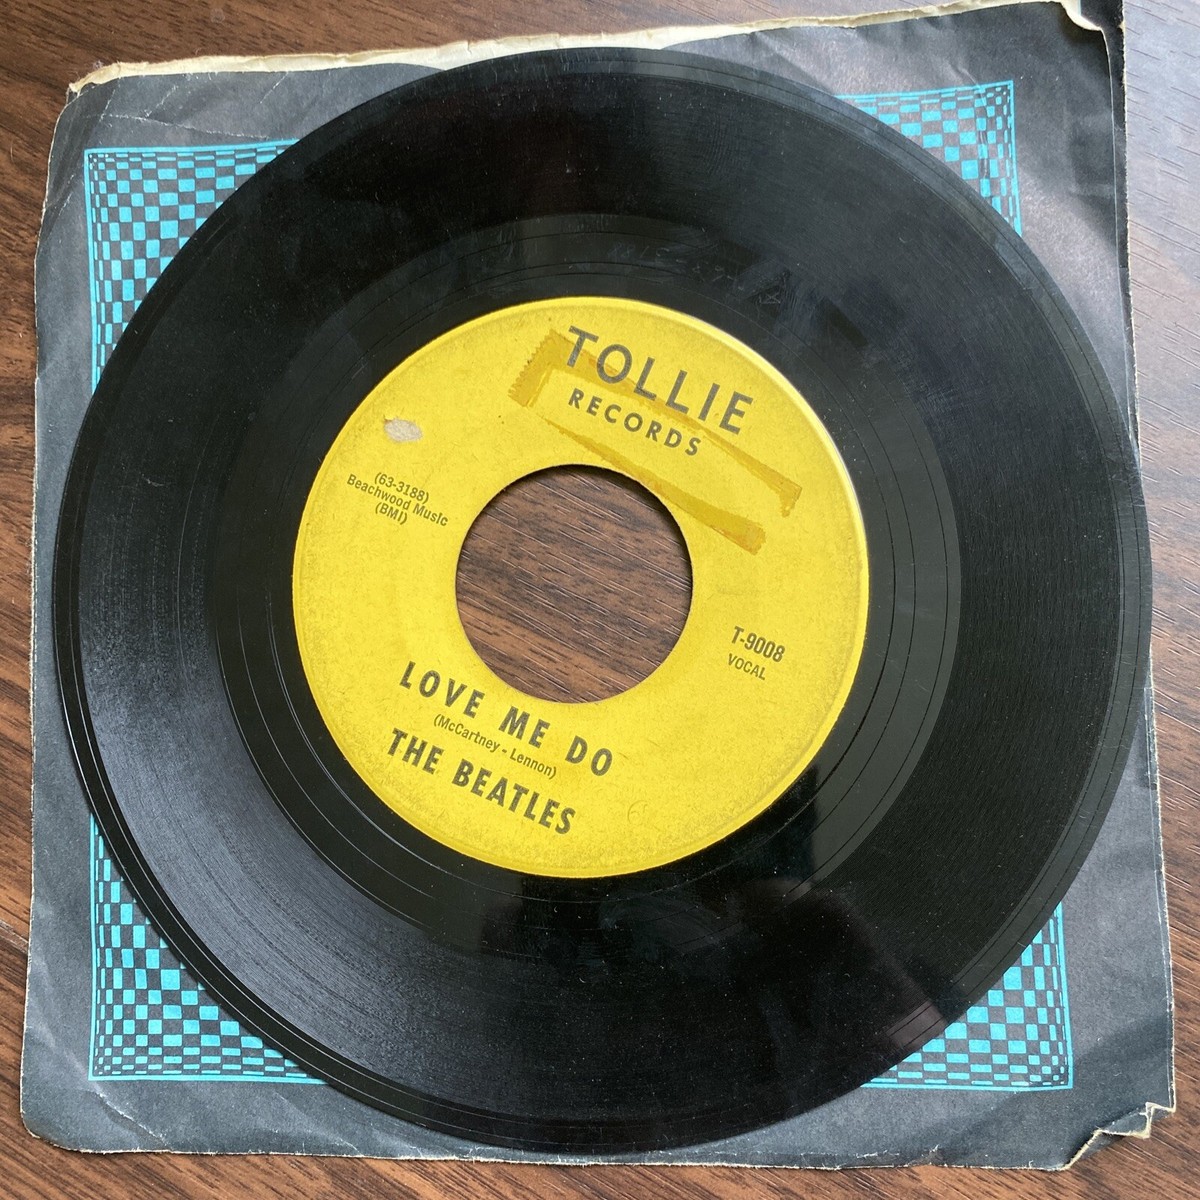 TOLLIE
RECORDS
(63-3188)
Beachwood Music
(BMI)
T-9008
VOCAL
LOVE ME DO
(McCartney - Lennon)
THE BEATLES